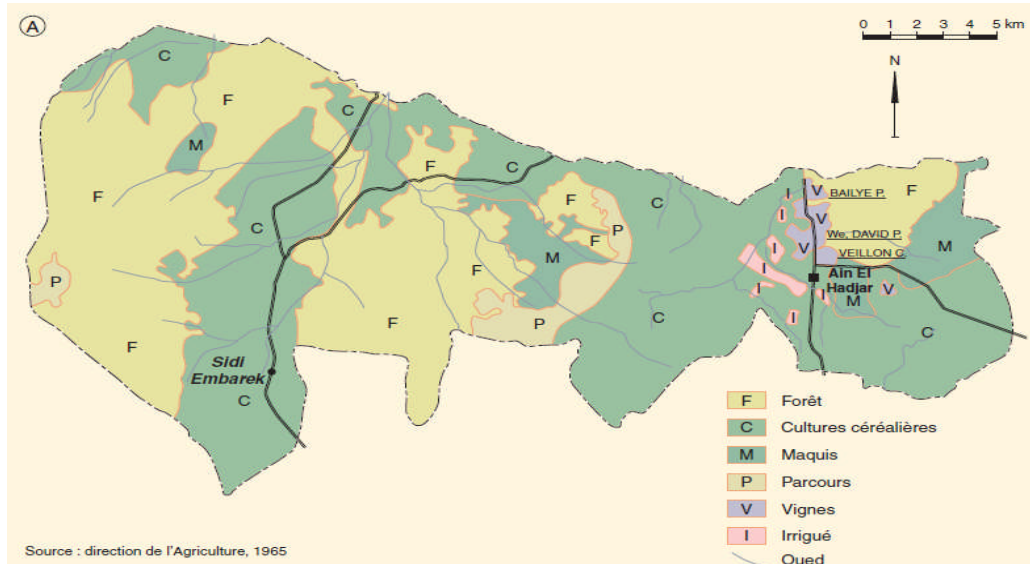 A
0 1 2 3 4 5 km
N
C
F
M
F
C
C
F
C
F
P
F
M
F
P
P
F
F
C
C
I
V
BAILYE P.
F
I
V
We, DAVID P.
V
VEILLON C.
M
I
I
Ain El
Hadjar
I
I
M
V
I
C
P
F
Sidi
Embarek
C
F Forêt
C Cultures céréalières
M Maquis
P Parcours
V Vignes
I Irrigué
Oued
Source : direction de l'Agriculture, 1965